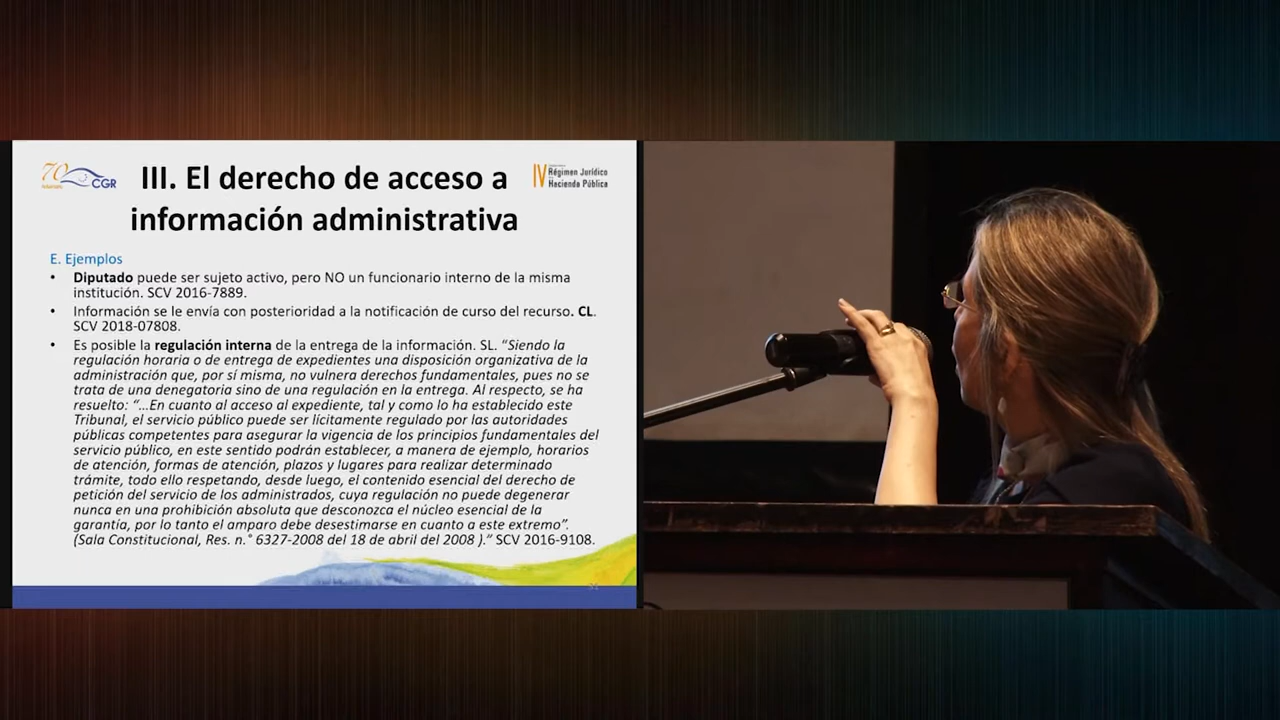 70
CGR
III. El derecho de acceso a
información administrativa
IV Régimen Jurídico
Hacienda Pública
E. Ejemplos
• Diputado puede ser sujeto activo, pero NO un funcionario interno de la misma
institución. SCV 2016-7889.
• Información se le envía con posterioridad a la notificación de curso del recurso. CL.
SCV 2018-07808.
• Es posible la regulación interna de la entrega de la información. SL. “Siendo la
regulación horaria o de entrega de expedientes una disposición organizativa de la
administración que, por sí misma, no vulnera derechos fundamentales, pues no se
trata de una denegatoria sino de una regulación en la entrega. Al respecto, se ha
resuelto: “…En cuanto al acceso al expediente, tal y como lo ha establecido este
Tribunal, el servicio público puede ser lícitamente regulado por las autoridades
públicas competentes para asegurar la vigencia de los principios fundamentales del
servicio público, en este sentido podrán establecer, a manera de ejemplo, horarios
de atención, formas de atención, plazos y lugares para realizar determinado
trámite, todo ello respetando, desde luego, el contenido esencial del derecho de
petición del servicio de los administrados, cuya regulación no puede degenerar
nunca en una prohibición absoluta que desconozca el núcleo esencial de la
garantía, por lo tanto el amparo debe desestimarse en cuanto a este extremo”.
(Sala Constitucional, Res. n.° 6327-2008 del 18 de abril del 2008 ).” SCV 2016-9108.